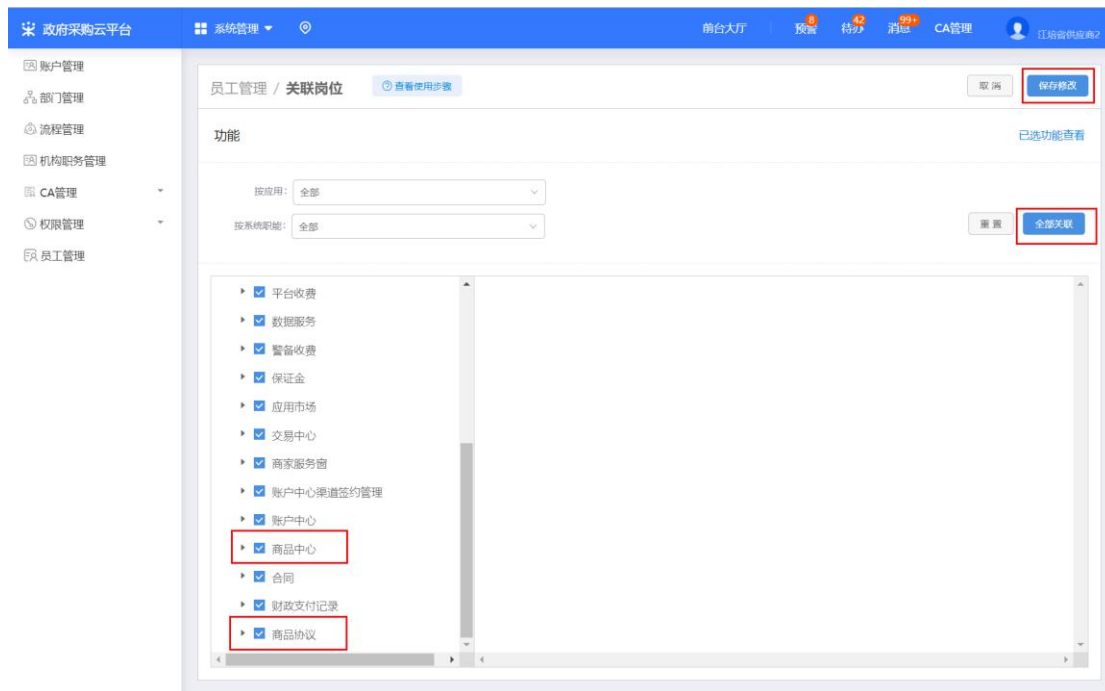 政府采购云平台
系统管理
前台大厅
预警 8
待办 42
消息 99+
CA管理
账户管理
部门管理
流程管理
机构职务管理
CA管理
权限管理
员工管理
员工管理 / 关联岗位
查看使用步骤
取消
保存修改
功能
已选功能查看
按应用: 全部
按系统职能: 全部
重置
全部关联
平台收费
数据服务
警备收费
保证金
应用市场
交易中心
商家服务窗
账户中心渠道签约管理
账户中心
商品中心
合同
财政支付记录
商品协议